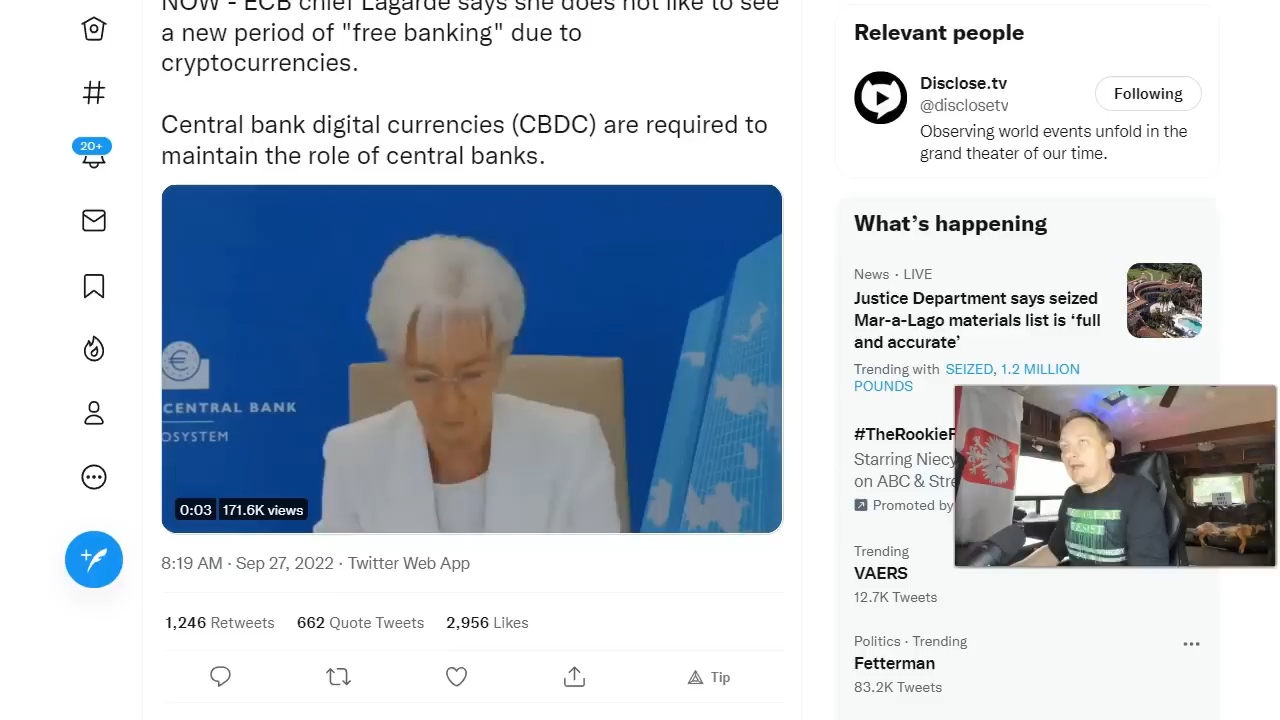 NOW - ECB chief Lagarde says she does not like to see
a new period of "free banking" due to
cryptocurrencies.
Central bank digital currencies (CBDC) are required to
maintain the role of central banks.
CENTRAL BANK
OSYSTEM
0:03 171.6K views
8:19 AM · Sep 27, 2022 · Twitter Web App
1,246 Retweets 662 Quote Tweets 2,956 Likes
Tip
20+
Relevant people
Disclose.tv
@disclosetv
Following
Observing world events unfold in the
grand theater of our time.
What's happening
News · LIVE
Justice Department says seized
Mar-a-Lago materials list is 'full
and accurate'
Trending with SEIZED, 1.2 MILLION
POUNDS
#TheRookieF
Starring Niecy
on ABC & Stre
Promoted by
Trending
VAERS
12.7K Tweets
Politics · Trending
Fetterman
83.2K Tweets